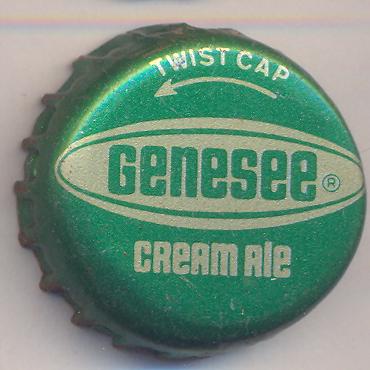 TWIST CAP
Genesee ®
CREAM Ale